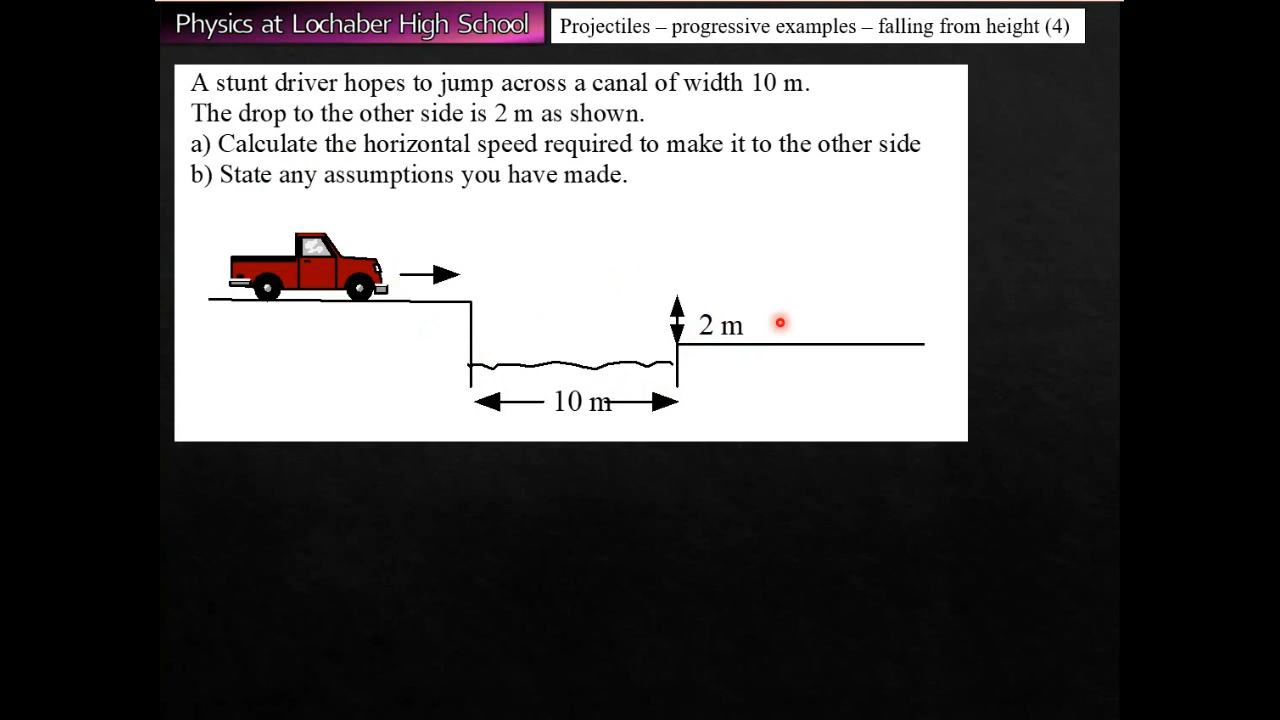 Physics at Lochaber High School
Projectiles – progressive examples – falling from height (4)
A stunt driver hopes to jump across a canal of width 10 m.
The drop to the other side is 2 m as shown.
a) Calculate the horizontal speed required to make it to the other side
b) State any assumptions you have made.
2 m
10 m